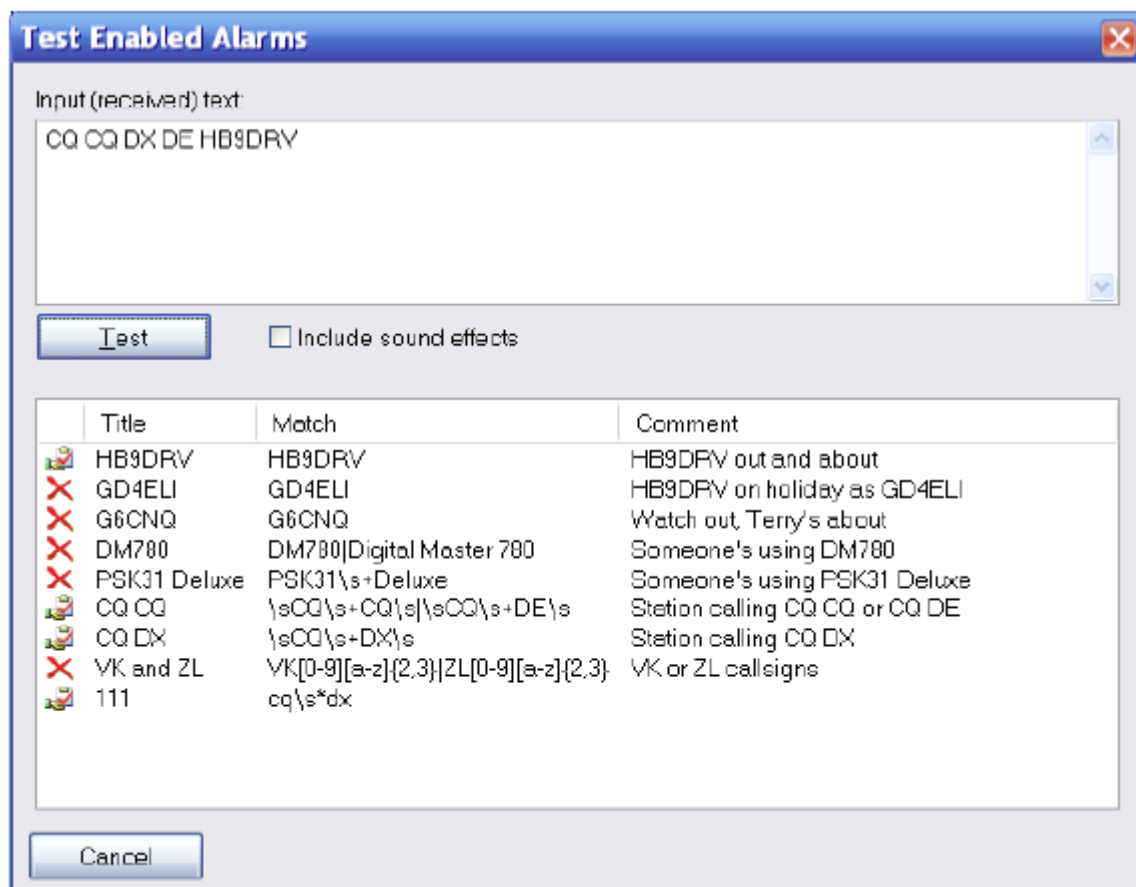 Test Enabled Alarms
Input (received) text:
CQ CQ DX DE HB9DRV
Test Include sound effects
Title Match Comment
HB9DRV HB9DRV HB9DRV out and about
GD4ELI GD4ELI HB9DRV on holiday as GD4ELI
G6CNQ G6CNQ Watch out, Terry's about
DM780 DM780|Digital Master 780 Someone's using DM780
PSK31 Deluxe PSK31\s+Deluxe Someone's using PSK31 Deluxe
CQ CQ \sCQ\s+CQ\s|\sCQ\s+DE\s Station calling CQ CQ or CQ DE
CQ DX \sCQ\s+DX\s Station calling CQ DX
VK and ZL VK[0-9][a-z]{2,3}|ZL[0-9][a-z]{2,3} VK or ZL callsigns
111 cq\s*dx
Cancel